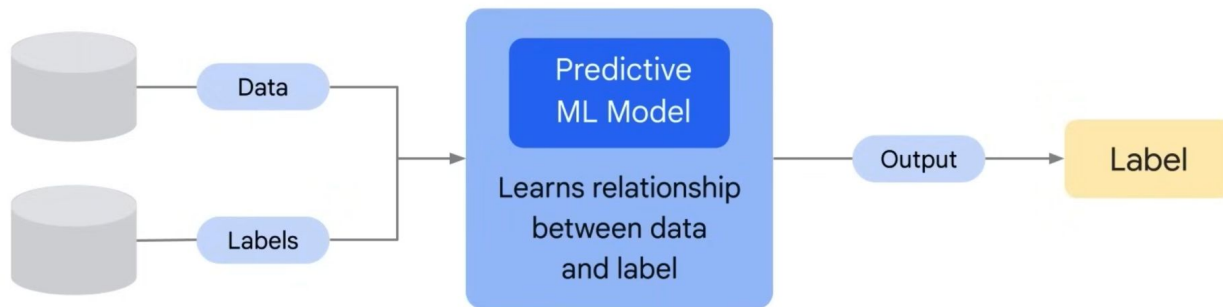 Data
Labels
Predictive
ML Model
Learns relationship
between data
and label
Output
Label